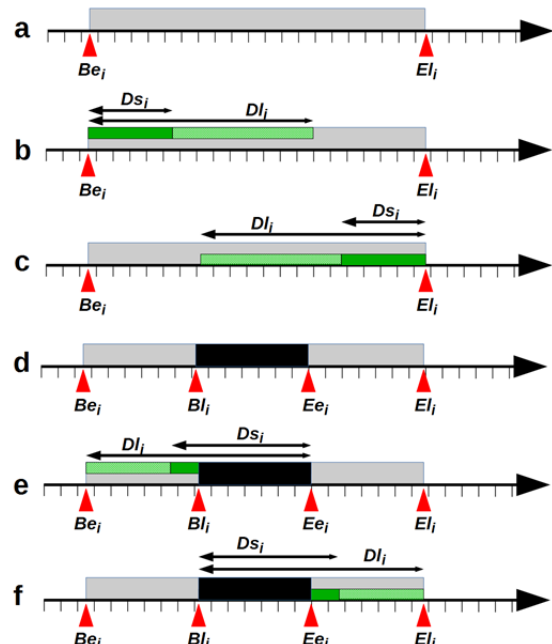 a
Be_i El_i
Ds_i
Dl_i
b
Be_i El_i
Ds_i
Dl_i
c
Be_i El_i
d
Be_i Bl_i Ee_i El_i
Ds_i
Dl_i
e
Be_i Bl_i Ee_i El_i
Ds_i
Dl_i
f
Be_i Bl_i Ee_i El_i